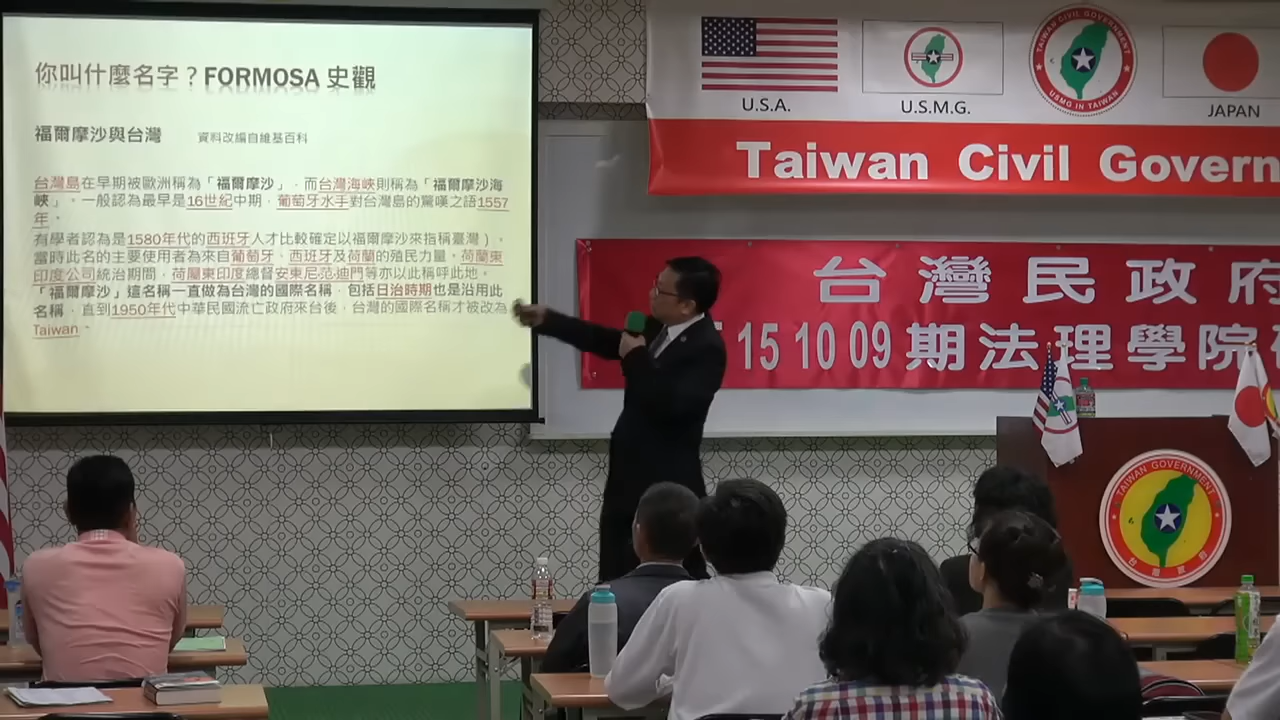 你叫什麼名字？FORMOSA 史觀
福爾摩沙與台灣 資料改編自維基百科
台灣島在早期被歐洲稱為「福爾摩沙」，而台灣海峽則稱為「福爾摩沙海
峽」。一般認為最早是16世紀中期，葡萄牙水手對台灣島的驚嘆之語1557
年。
有學者認為是1580年代的西班牙人才比較確定以福爾摩沙來指稱臺灣）。
當時此名的主要使用者為來自葡萄牙、西班牙及荷蘭的殖民力量。荷蘭東
印度公司統治期間，荷屬東印度總督安東尼·范·迪門等亦以此稱呼此地。
「福爾摩沙」這名稱一直做為台灣的國際名稱，包括日治時期也是沿用此
名稱，直到1950年代中華民國流亡政府來台後，台灣的國際名稱才被改為
Taiwan。
U.S.A.
U.S.M.G.
TAIWAN CIVIL GOVERNMENT
USMG IN TAIWAN
JAPAN
Taiwan Civil Govern
台灣民政府
15 10 09 期法理學院
TAIWAN GOVERNMENT
台灣政府